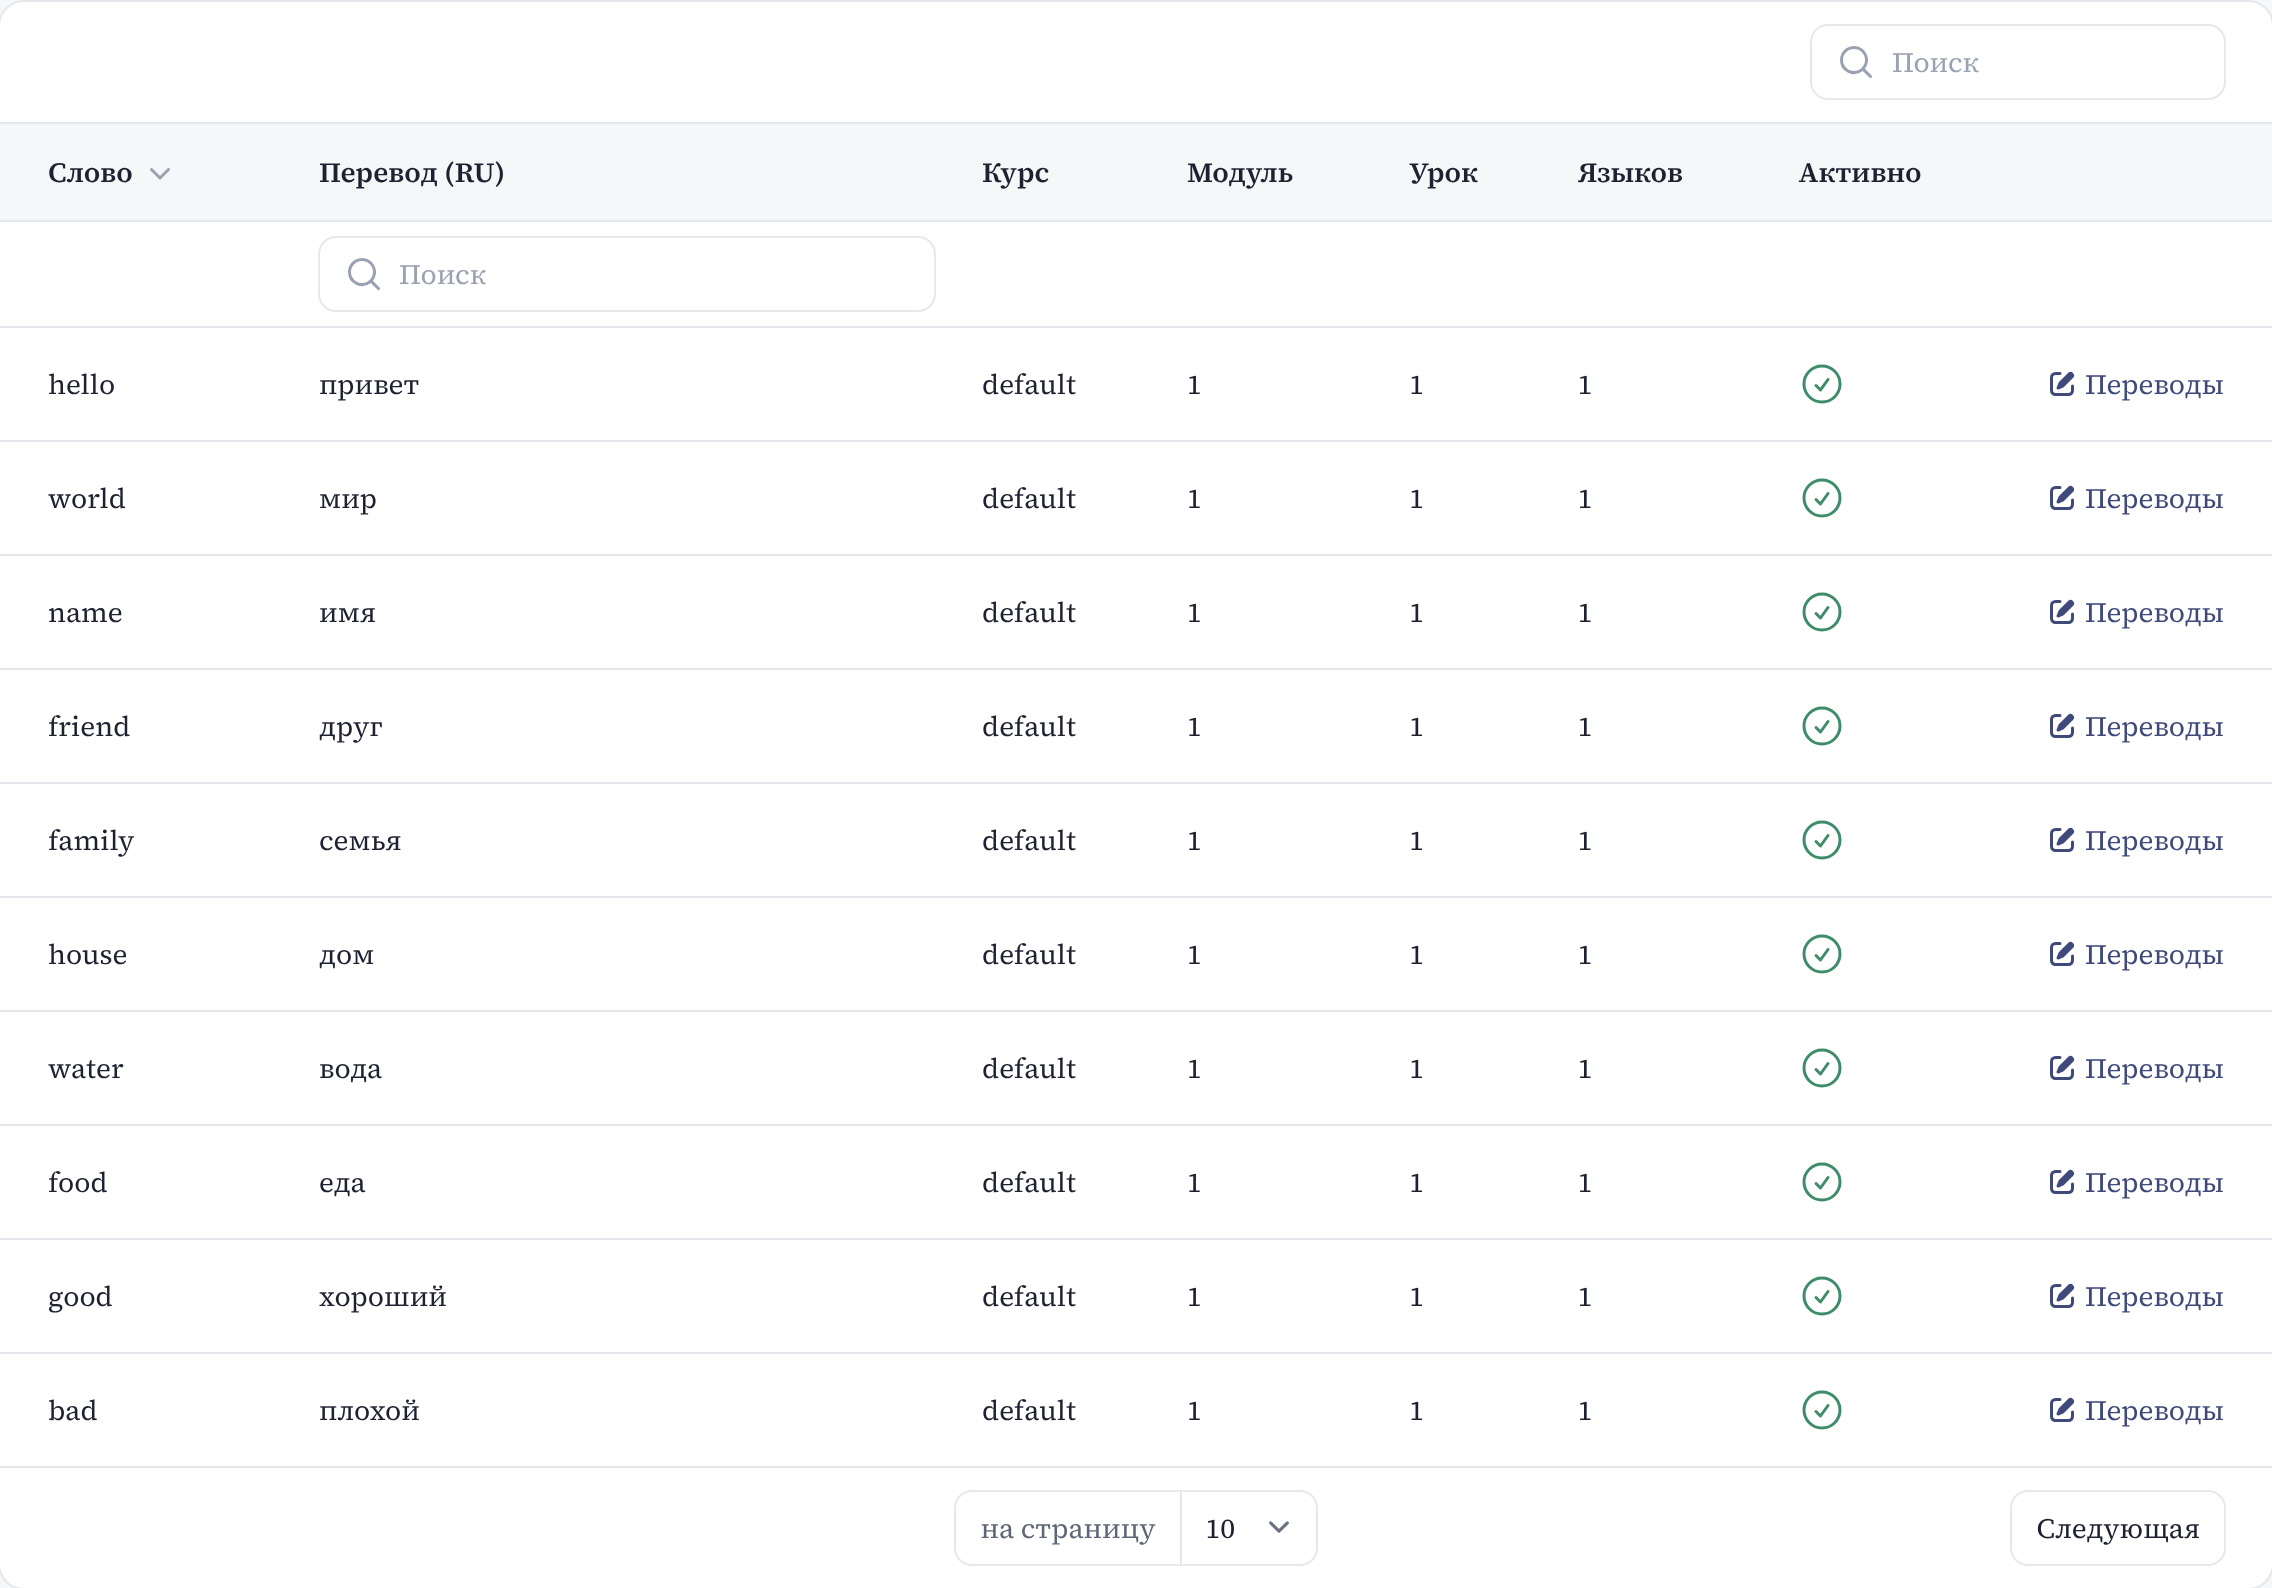 Поиск
Слово Перевод (RU) Курс Модуль Урок Языков Активно
Поиск
hello привет default 1 1 1 Переводы
world мир default 1 1 1 Переводы
name имя default 1 1 1 Переводы
friend друг default 1 1 1 Переводы
family семья default 1 1 1 Переводы
house дом default 1 1 1 Переводы
water вода default 1 1 1 Переводы
food еда default 1 1 1 Переводы
good хороший default 1 1 1 Переводы
bad плохой default 1 1 1 Переводы
на страницу 10 Следующая